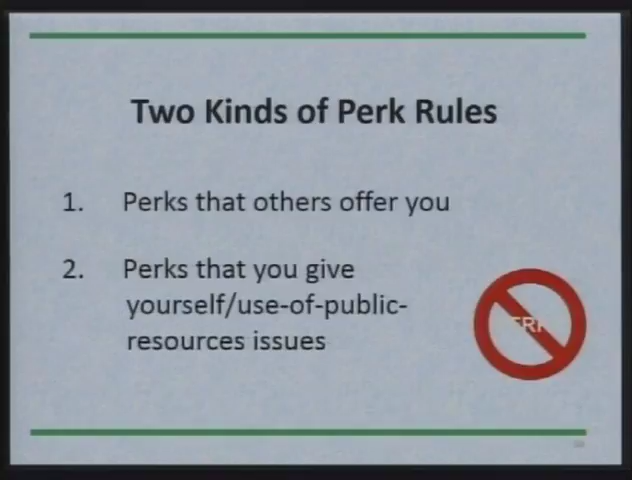 Two Kinds of Perk Rules
1. Perks that others offer you
2. Perks that you give
yourself/use-of-public-
resources issues